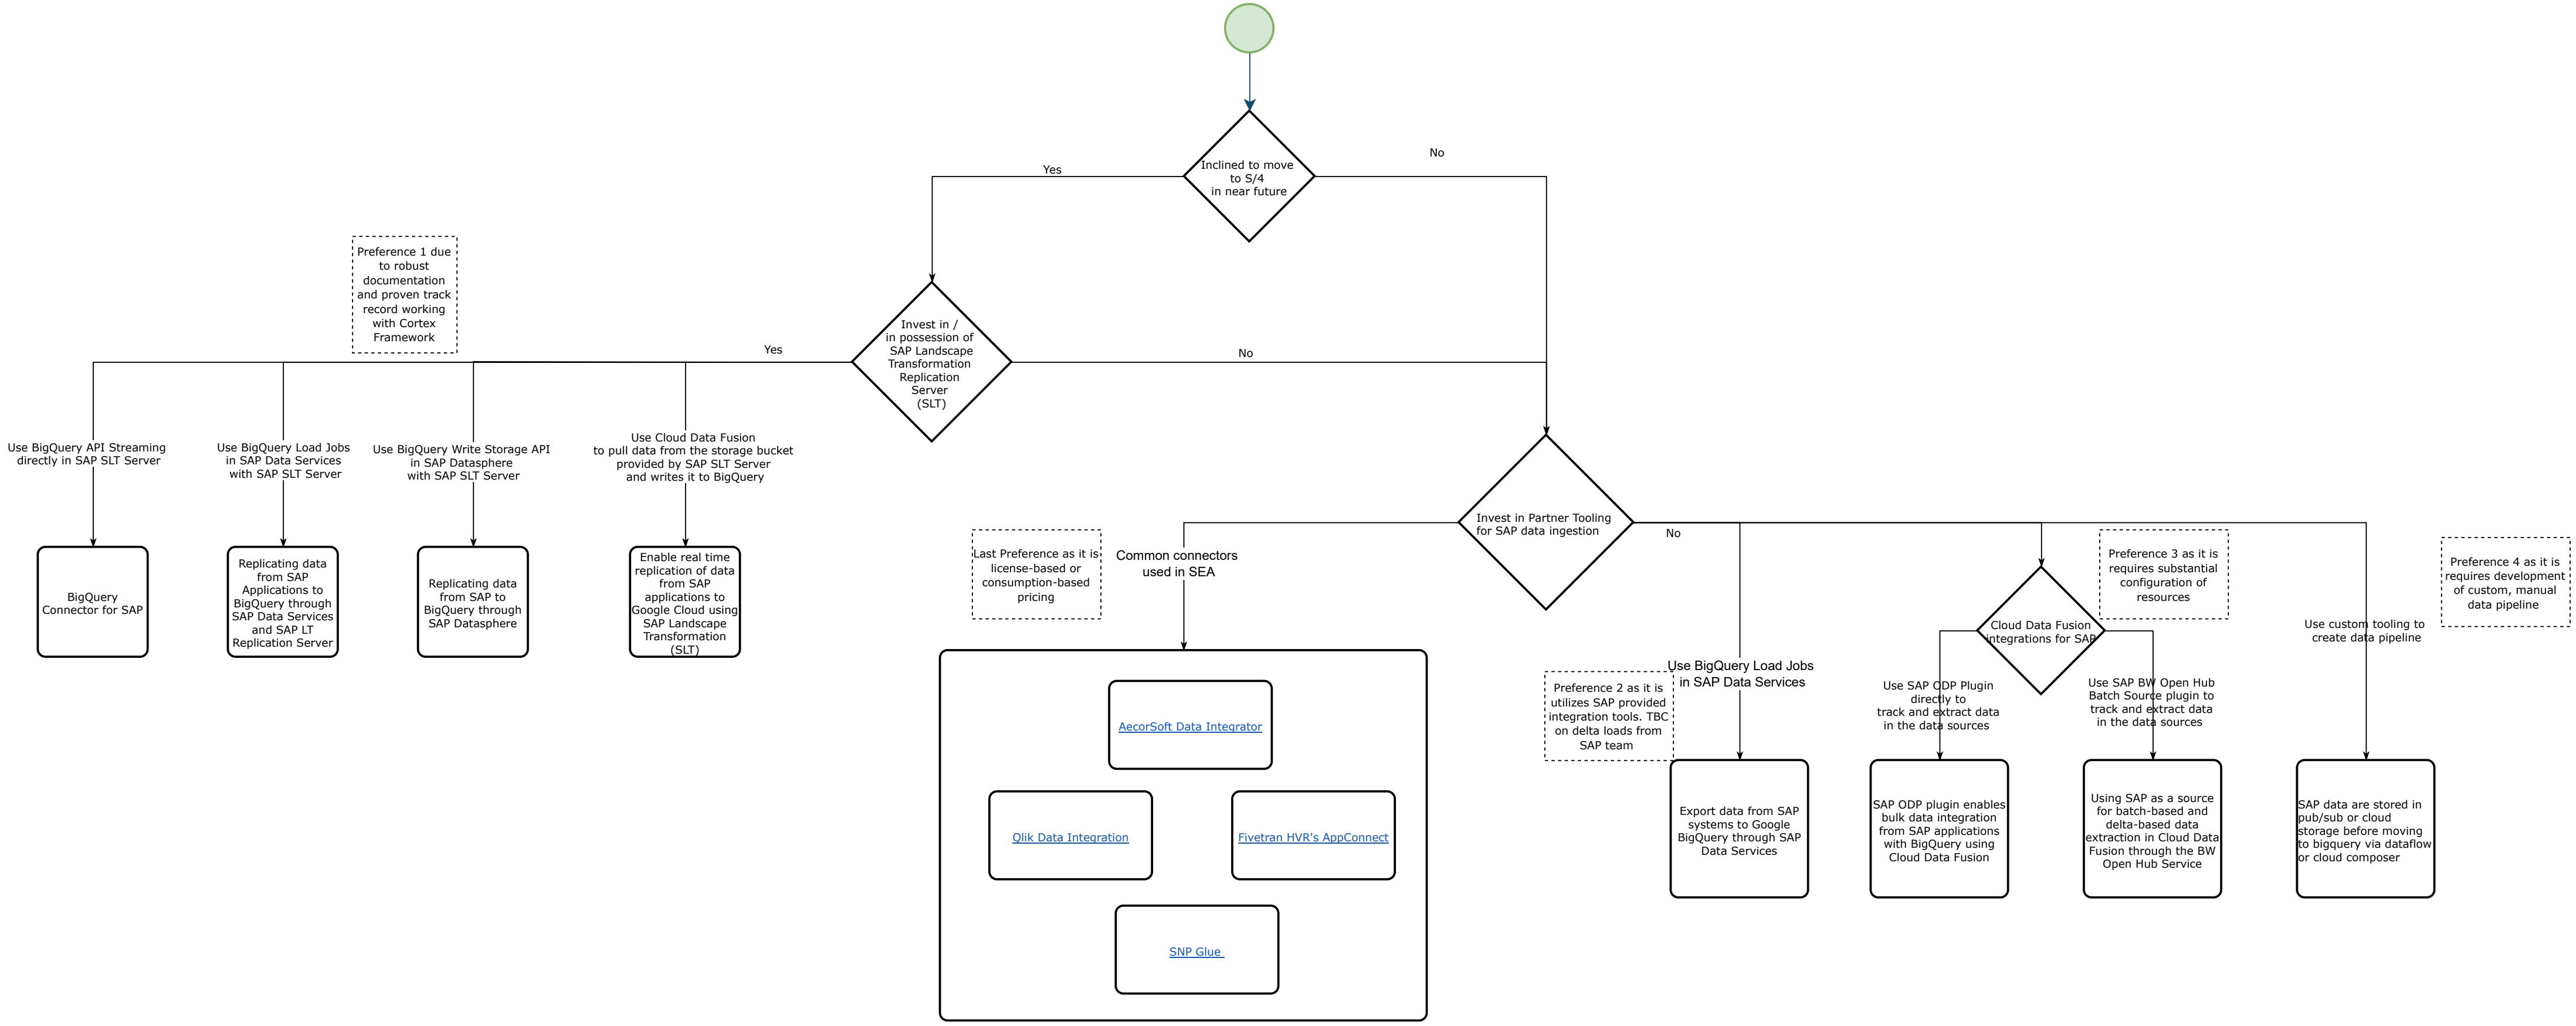 Inclined to move
to S/4
in near future
Yes
No
Preference 1 due
to robust
documentation
and proven track
record working
with Cortex
Framework
Invest in /
in possession of
SAP Landscape
Transformation
Replication
Server
(SLT)
Yes
No
Use BigQuery API Streaming
directly in SAP SLT Server
Use BigQuery Load Jobs
in SAP Data Services
with SAP SLT Server
Use BigQuery Write Storage API
in SAP Datasphere
with SAP SLT Server
Use Cloud Data Fusion
to pull data from the storage bucket
provided by SAP SLT Server
and writes it to BigQuery
BigQuery
Connector for SAP
Replicating data
from SAP
Applications to
BigQuery through
SAP Data Services
and SAP LT
Replication Server
Replicating data
from SAP to
BigQuery through
SAP Datasphere
Enable real time
replication of data
from SAP
applications to
Google Cloud using
SAP Landscape
Transformation
(SLT)
Invest in Partner Tooling
for SAP data ingestion
No
Last Preference as it is
license-based or
consumption-based
pricing
Common connectors
used in SEA
AecorSoft Data Integrator
Qlik Data Integration
Fivetran HVR's AppConnect
SNP Glue
Preference 2 as it is
utilizes SAP provided
integration tools. TBC
on delta loads from
SAP team
Use BigQuery Load Jobs
in SAP Data Services
Export data from SAP
systems to Google
BigQuery through SAP
Data Services
Cloud Data Fusion
integrations for SAP
Preference 3 as it is
requires substantial
configuration of
resources
Use SAP ODP Plugin
directly to
track and extract data
in the data sources
Use SAP BW Open Hub
Batch Source plugin to
track and extract data
in the data sources
SAP ODP plugin enables
bulk data integration
from SAP applications
with BigQuery using
Cloud Data Fusion
Using SAP as a source
for batch-based and
delta-based data
extraction in Cloud Data
Fusion through the BW
Open Hub Service
Preference 4 as it is
requires development
of custom, manual
data pipeline
Use custom tooling to
create data pipeline
SAP data are stored in
pub/sub or cloud
storage before moving
to bigquery via dataflow
or cloud composer